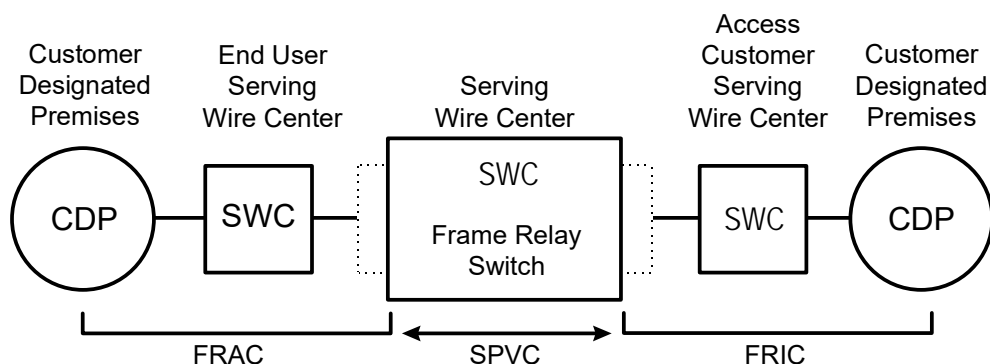 Customer
Designated
Premises
End User
Serving
Wire Center
Serving
Wire Center
Access
Customer
Serving
Wire Center
Customer
Designated
Premises
CDP
SWC
SWC
Frame Relay
Switch
SWC
CDP
FRAC
SPVC
FRIC